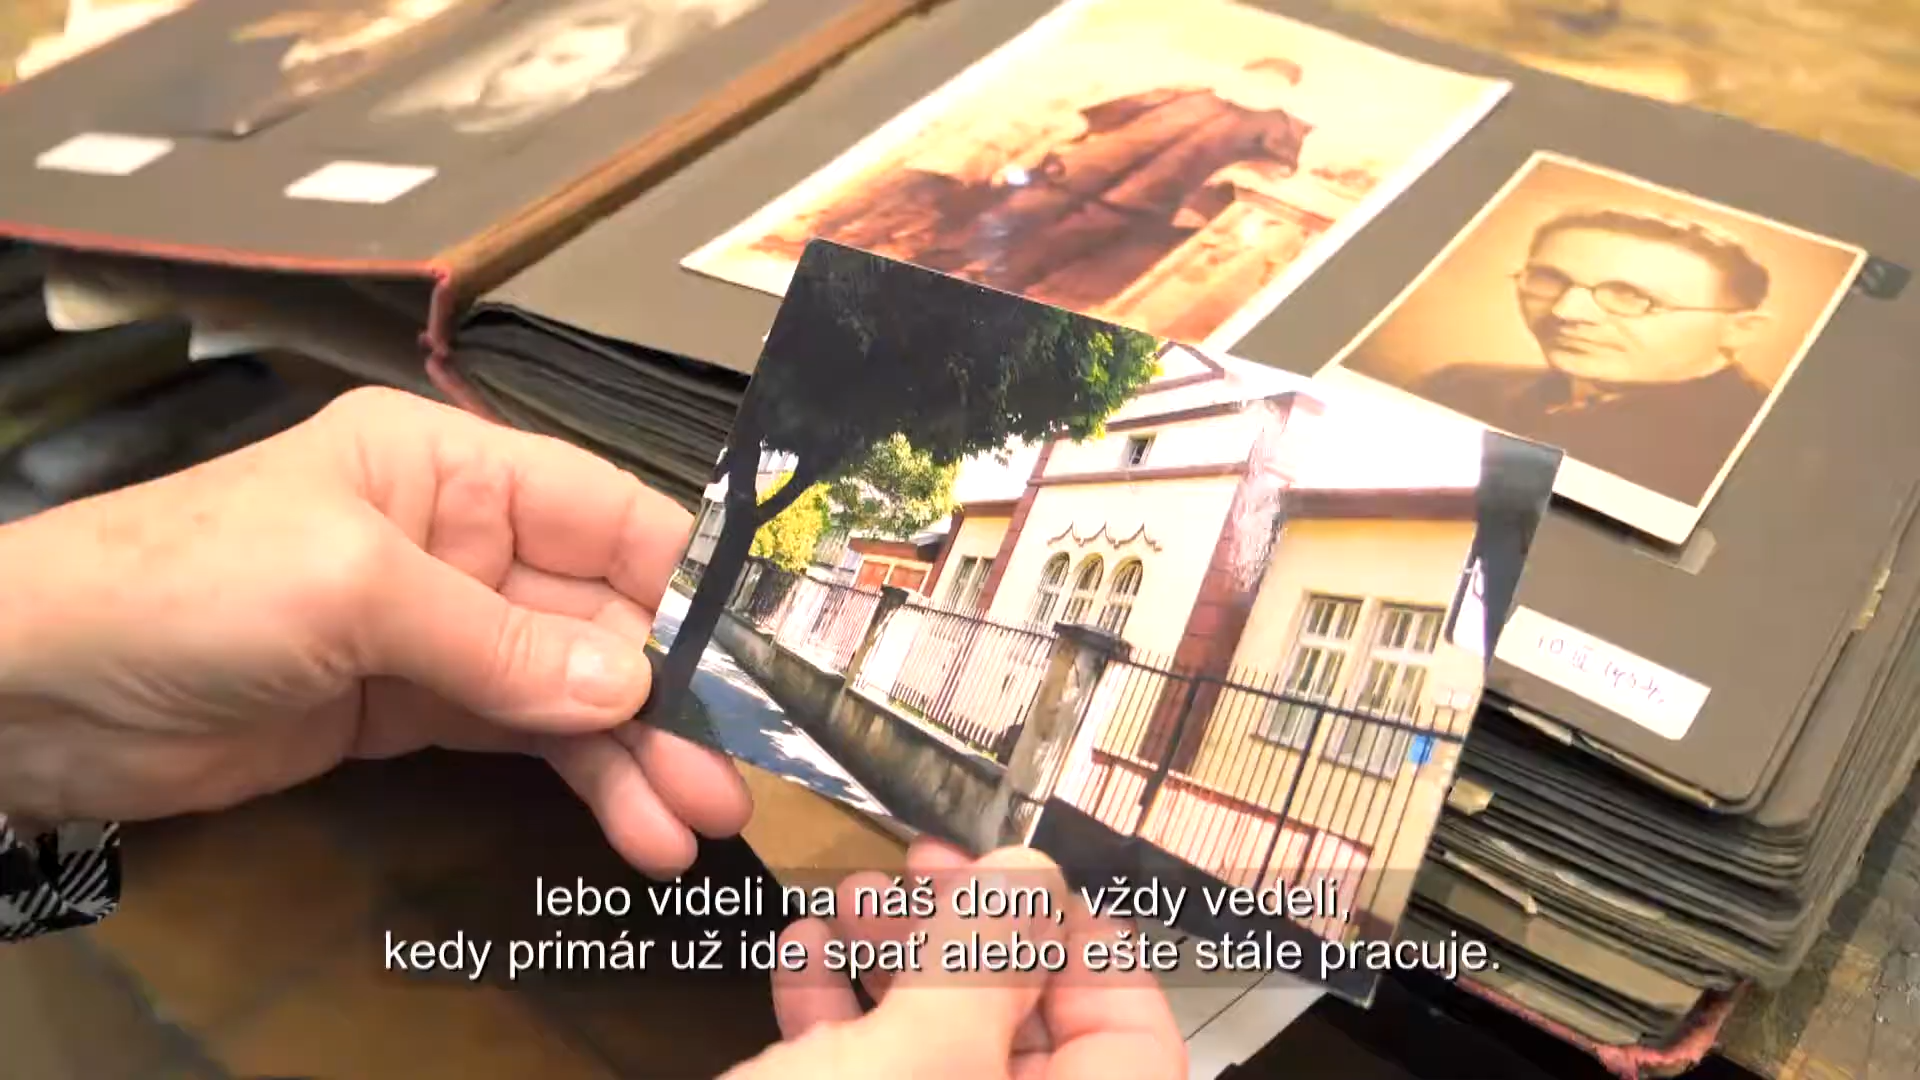 lebo videli na náš dom, vždy vedeli,
kedy primár už ide spať alebo ešte stále pracuje.